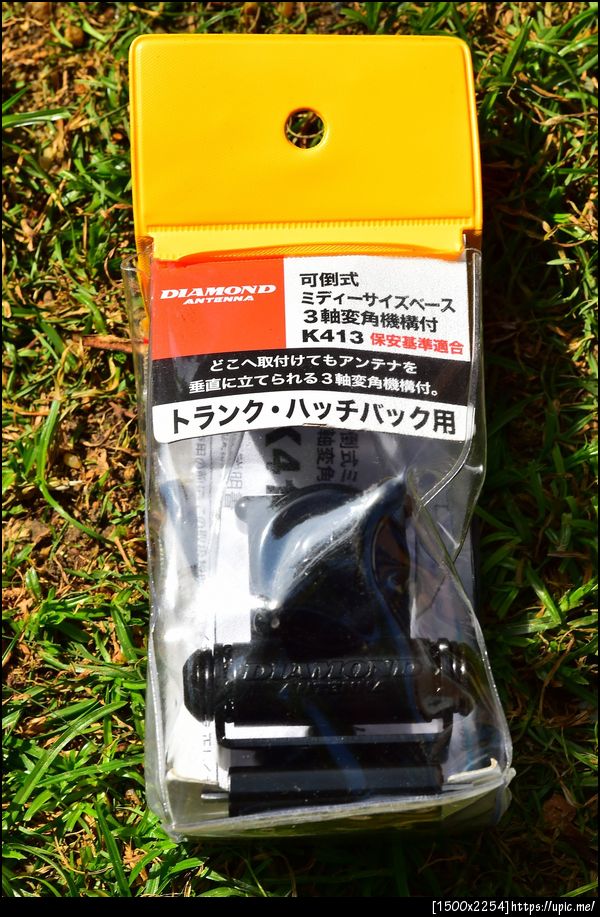 DIAMOND
ANTENNA
可倒式
ミディーサイズベース
3軸変角機構付
K413 保安基準適合
どこへ取付けてもアンテナを
垂直に立てられる3軸変角機構付。
トランク・ハッチバック用
DIAMOND
ANTENNA
[1500x2254]https://upic.me/